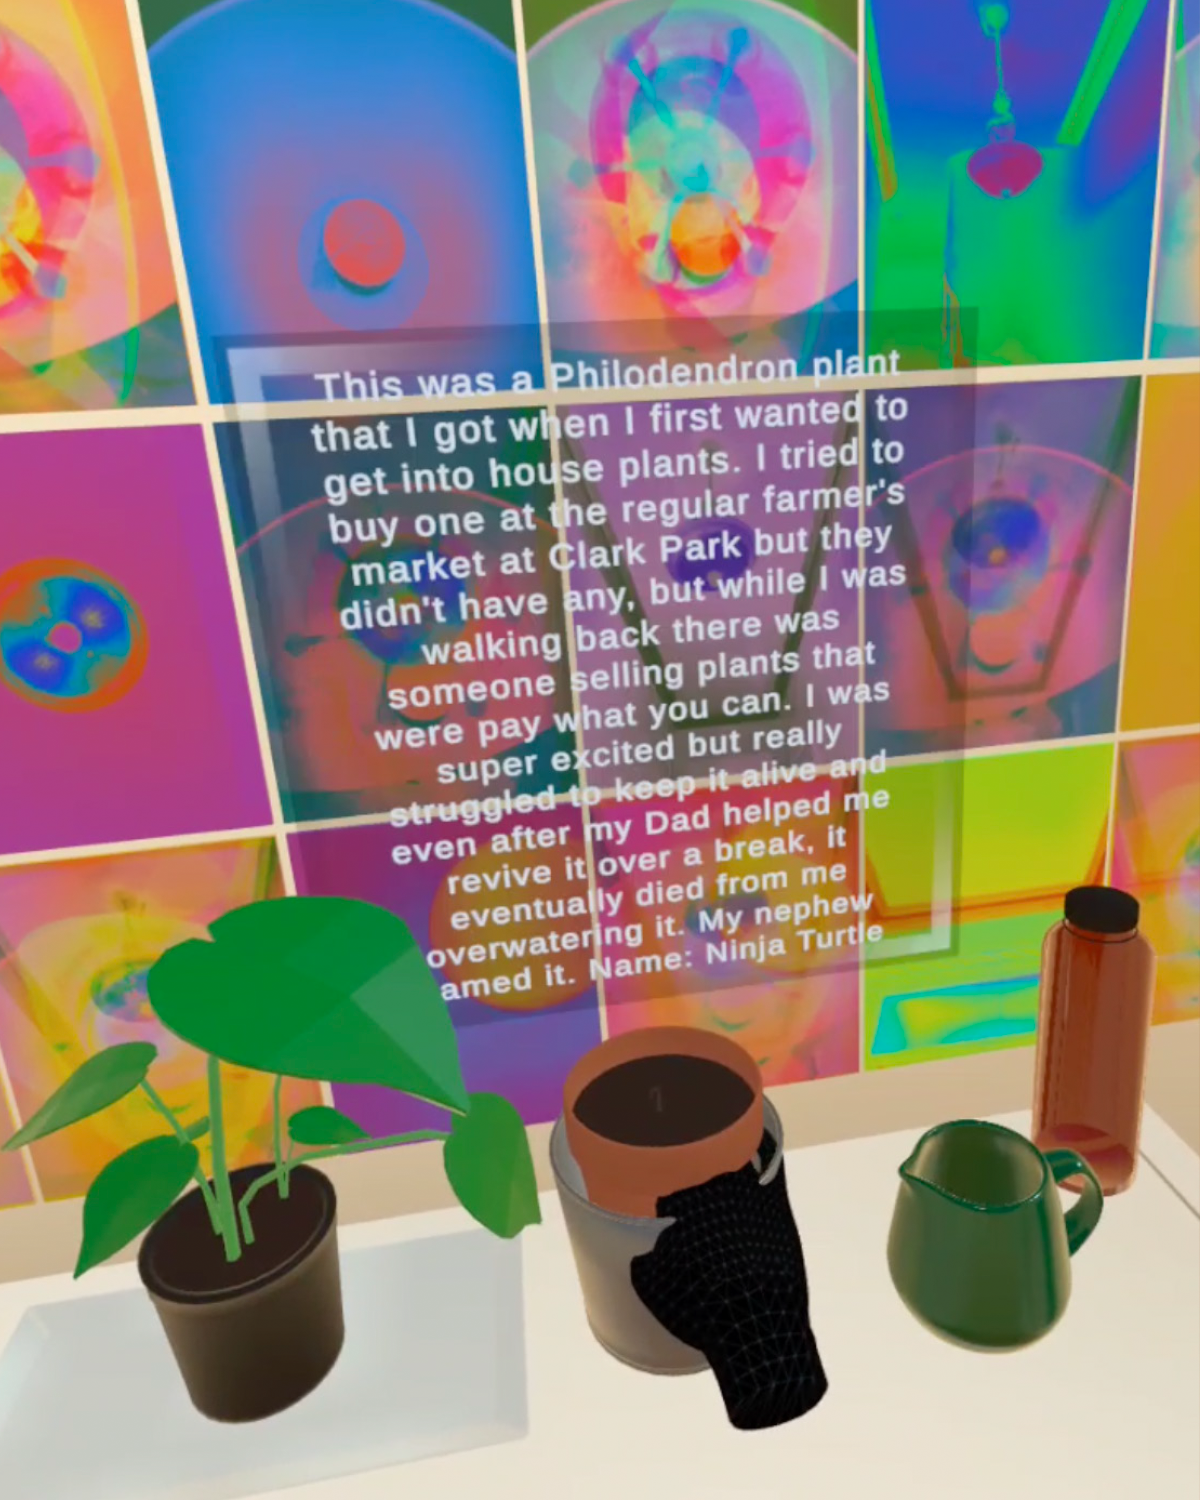 This was a Philodendron plant
that I got when I first wanted to
get into house plants. I tried to
buy one at the regular farmer's
market at Clark Park but they
didn't have any, but while I was
walking back there was
someone selling plants that
were pay what you can. I was
super excited but really
struggled to keep it alive and
even after my Dad helped me
revive it over a break, it
eventually died from me
overwatering it. My nephew
amed it. Name: Ninja Turtle